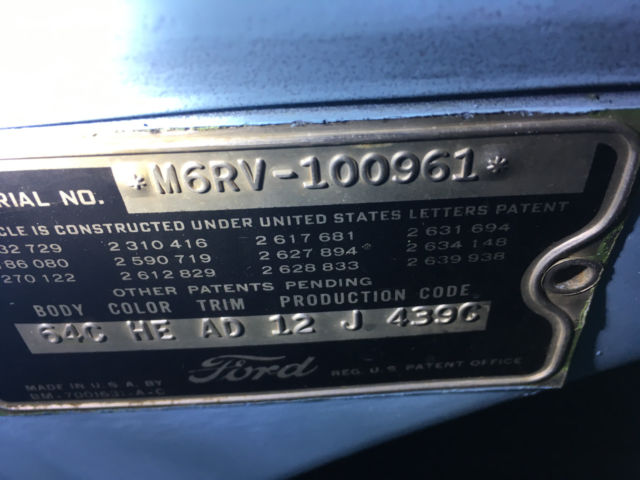 RIAL NO. *M6RV-100961*
CLE IS CONSTRUCTED UNDER UNITED STATES LETTERS PATENT
32 729 2 310 416 2 617 681 2 631 694
86 080 2 590 719 2 627 894 2 634 148
270 122 2 612 829 2 628 833 2 639 938
OTHER PATENTS PENDING
BODY COLOR TRIM PRODUCTION CODE
64C HE AD 12 J 439C
Ford
MADE IN U.S.A. BY REG. U.S. PATENT OFFICE